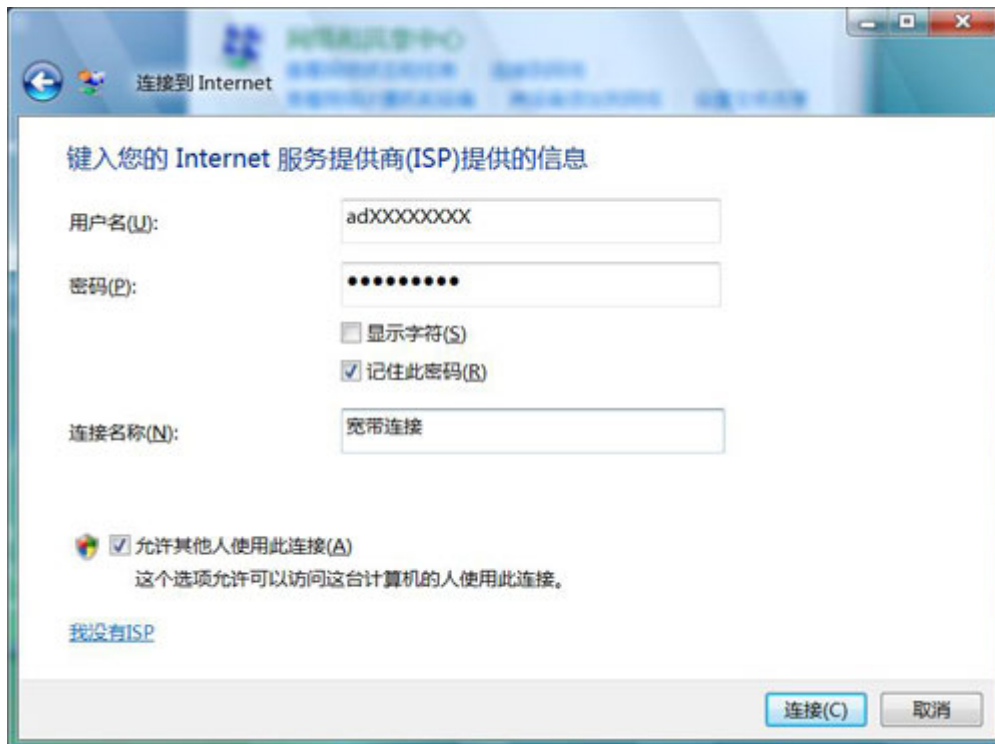 连接到 Internet
键入您的 Internet 服务提供商(ISP)提供的信息
用户名(U):
adXXXXXXXX
密码(P):
●●●●●●●●●
显示字符(S)
记住此密码(R)
连接名称(N):
宽带连接
允许其他人使用此连接(A)
这个选项允许可以访问这台计算机的人使用此连接。
我没有ISP
连接(C)
取消